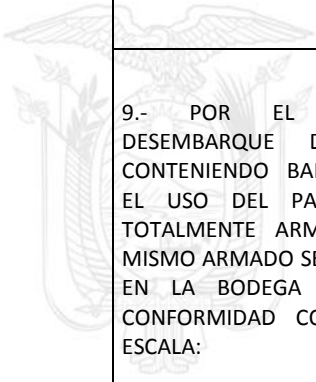 9.- POR EL
DESEMBARQUE
CONTENIENDO
EL USO DEL
TOTALMENTE
MISMO ARMADO
EN LA BODEGA
CONFORMIDAD
ESCALA: